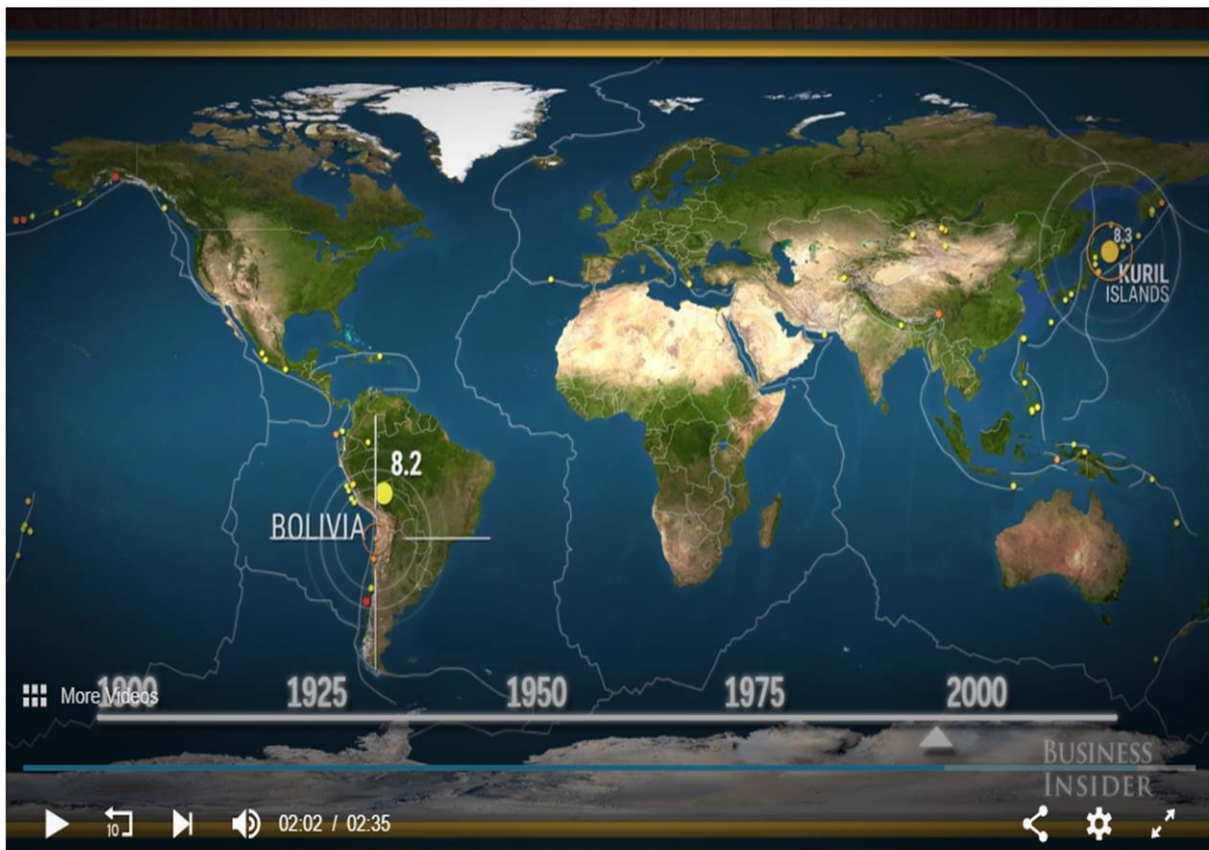 8.3
KURIL
ISLANDS
8.2
BOLIVIA
More Videos
1900 1925 1950 1975 2000
BUSINESS
INSIDER
10
02:02 / 02:35